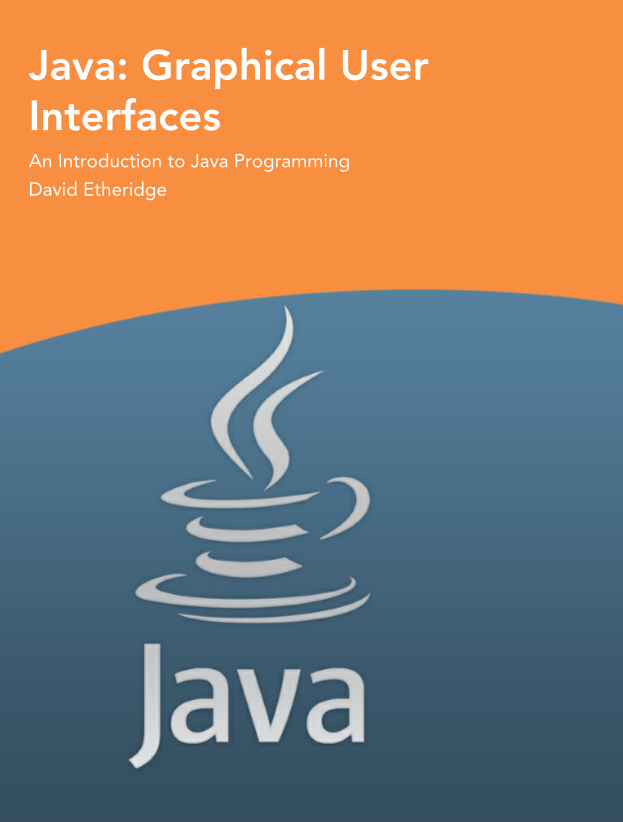 Java: Graphical User
Interfaces
An Introduction to Java Programming
David Etheridge
Java